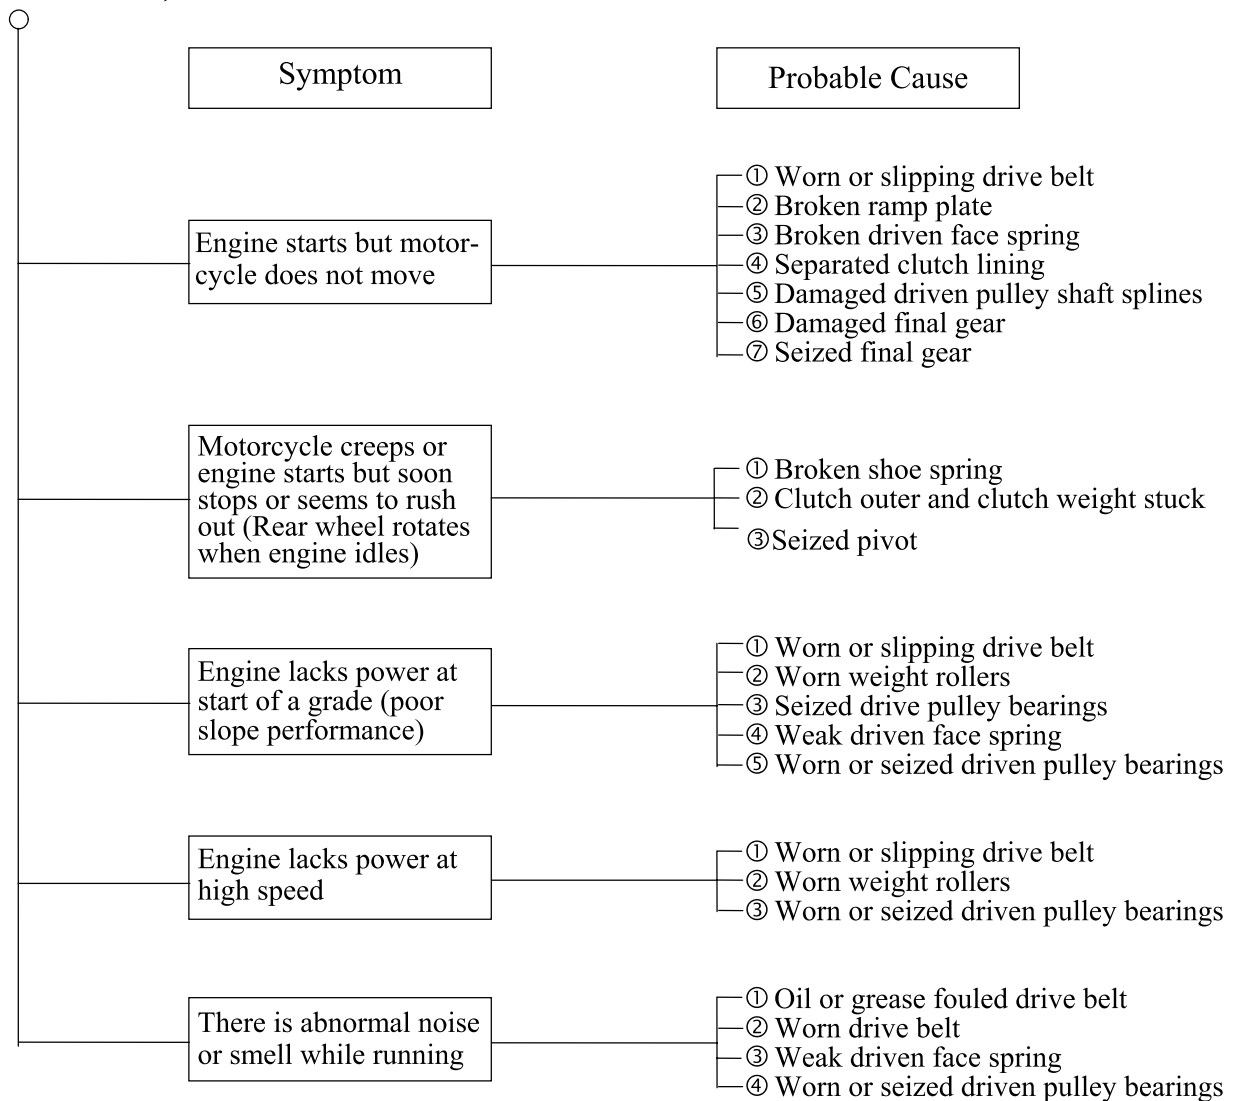 Symptom
Probable Cause
Engine starts but motor-
cycle does not move
① Worn or slipping drive belt
② Broken ramp plate
③ Broken driven face spring
④ Separated clutch lining
⑤ Damaged driven pulley shaft splines
⑥ Damaged final gear
⑦ Seized final gear
Motorcycle creeps or
engine starts but soon
stops or seems to rush
out (Rear wheel rotates
when engine idles)
① Broken shoe spring
② Clutch outer and clutch weight stuck
③Seized pivot
Engine lacks power at
start of a grade (poor
slope performance)
① Worn or slipping drive belt
② Worn weight rollers
③ Seized drive pulley bearings
④ Weak driven face spring
⑤ Worn or seized driven pulley bearings
Engine lacks power at
high speed
① Worn or slipping drive belt
② Worn weight rollers
③ Worn or seized driven pulley bearings
There is abnormal noise
or smell while running
① Oil or grease fouled drive belt
② Worn drive belt
③ Weak driven face spring
④ Worn or seized driven pulley bearings